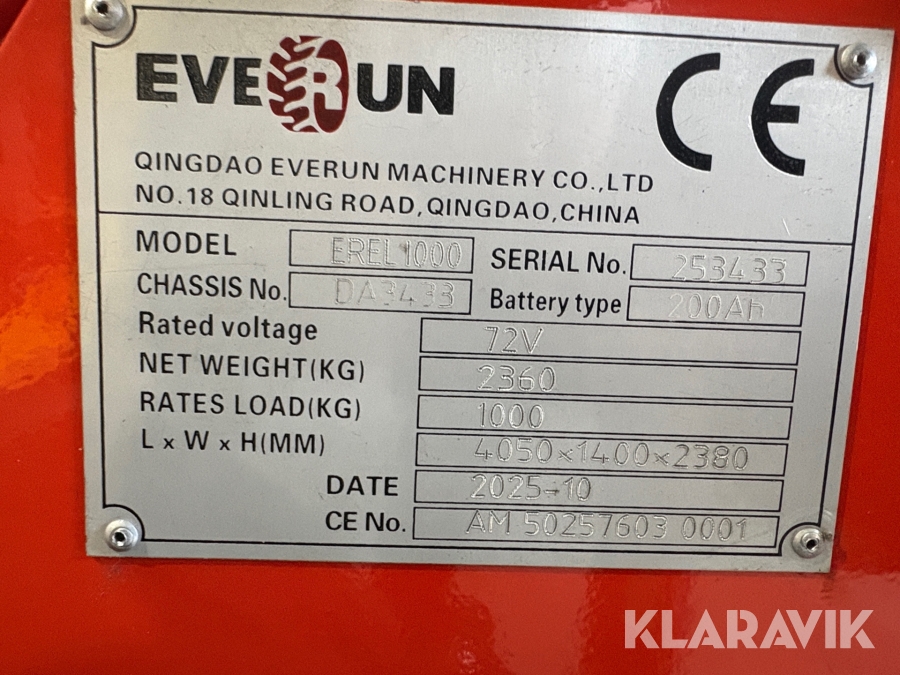 EVERUN
CE
QINGDAO EVERUN MACHINERY CO.,LTD
NO.18 QINLING ROAD,QINGDAO,CHINA
MODEL EREL1000 SERIAL No. 253433
CHASSIS No. DA3433 Battery type 200Ah
Rated voltage 72V
NET WEIGHT(KG) 2360
RATES LOAD(KG) 1000
L x W x H(MM) 4050×1400×2380
DATE 2025-10
CE No. AM 50257603 0001
KLARAVIK